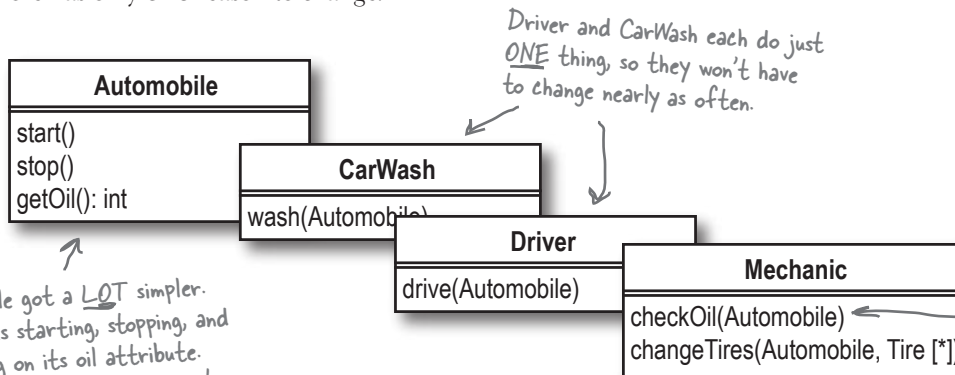 Driver and CarWash each do just
ONE thing, so they won't have
to change nearly as often.
Automobile
start()
stop()
getOil(): int
CarWash
wash(Automobile)
Driver
drive(Automobile)
Mechanic
checkOil(Automobile)
changeTires(Automobile, Tire [*])
got a LOT simpler.
starting, stopping, and
on its oil attribute.